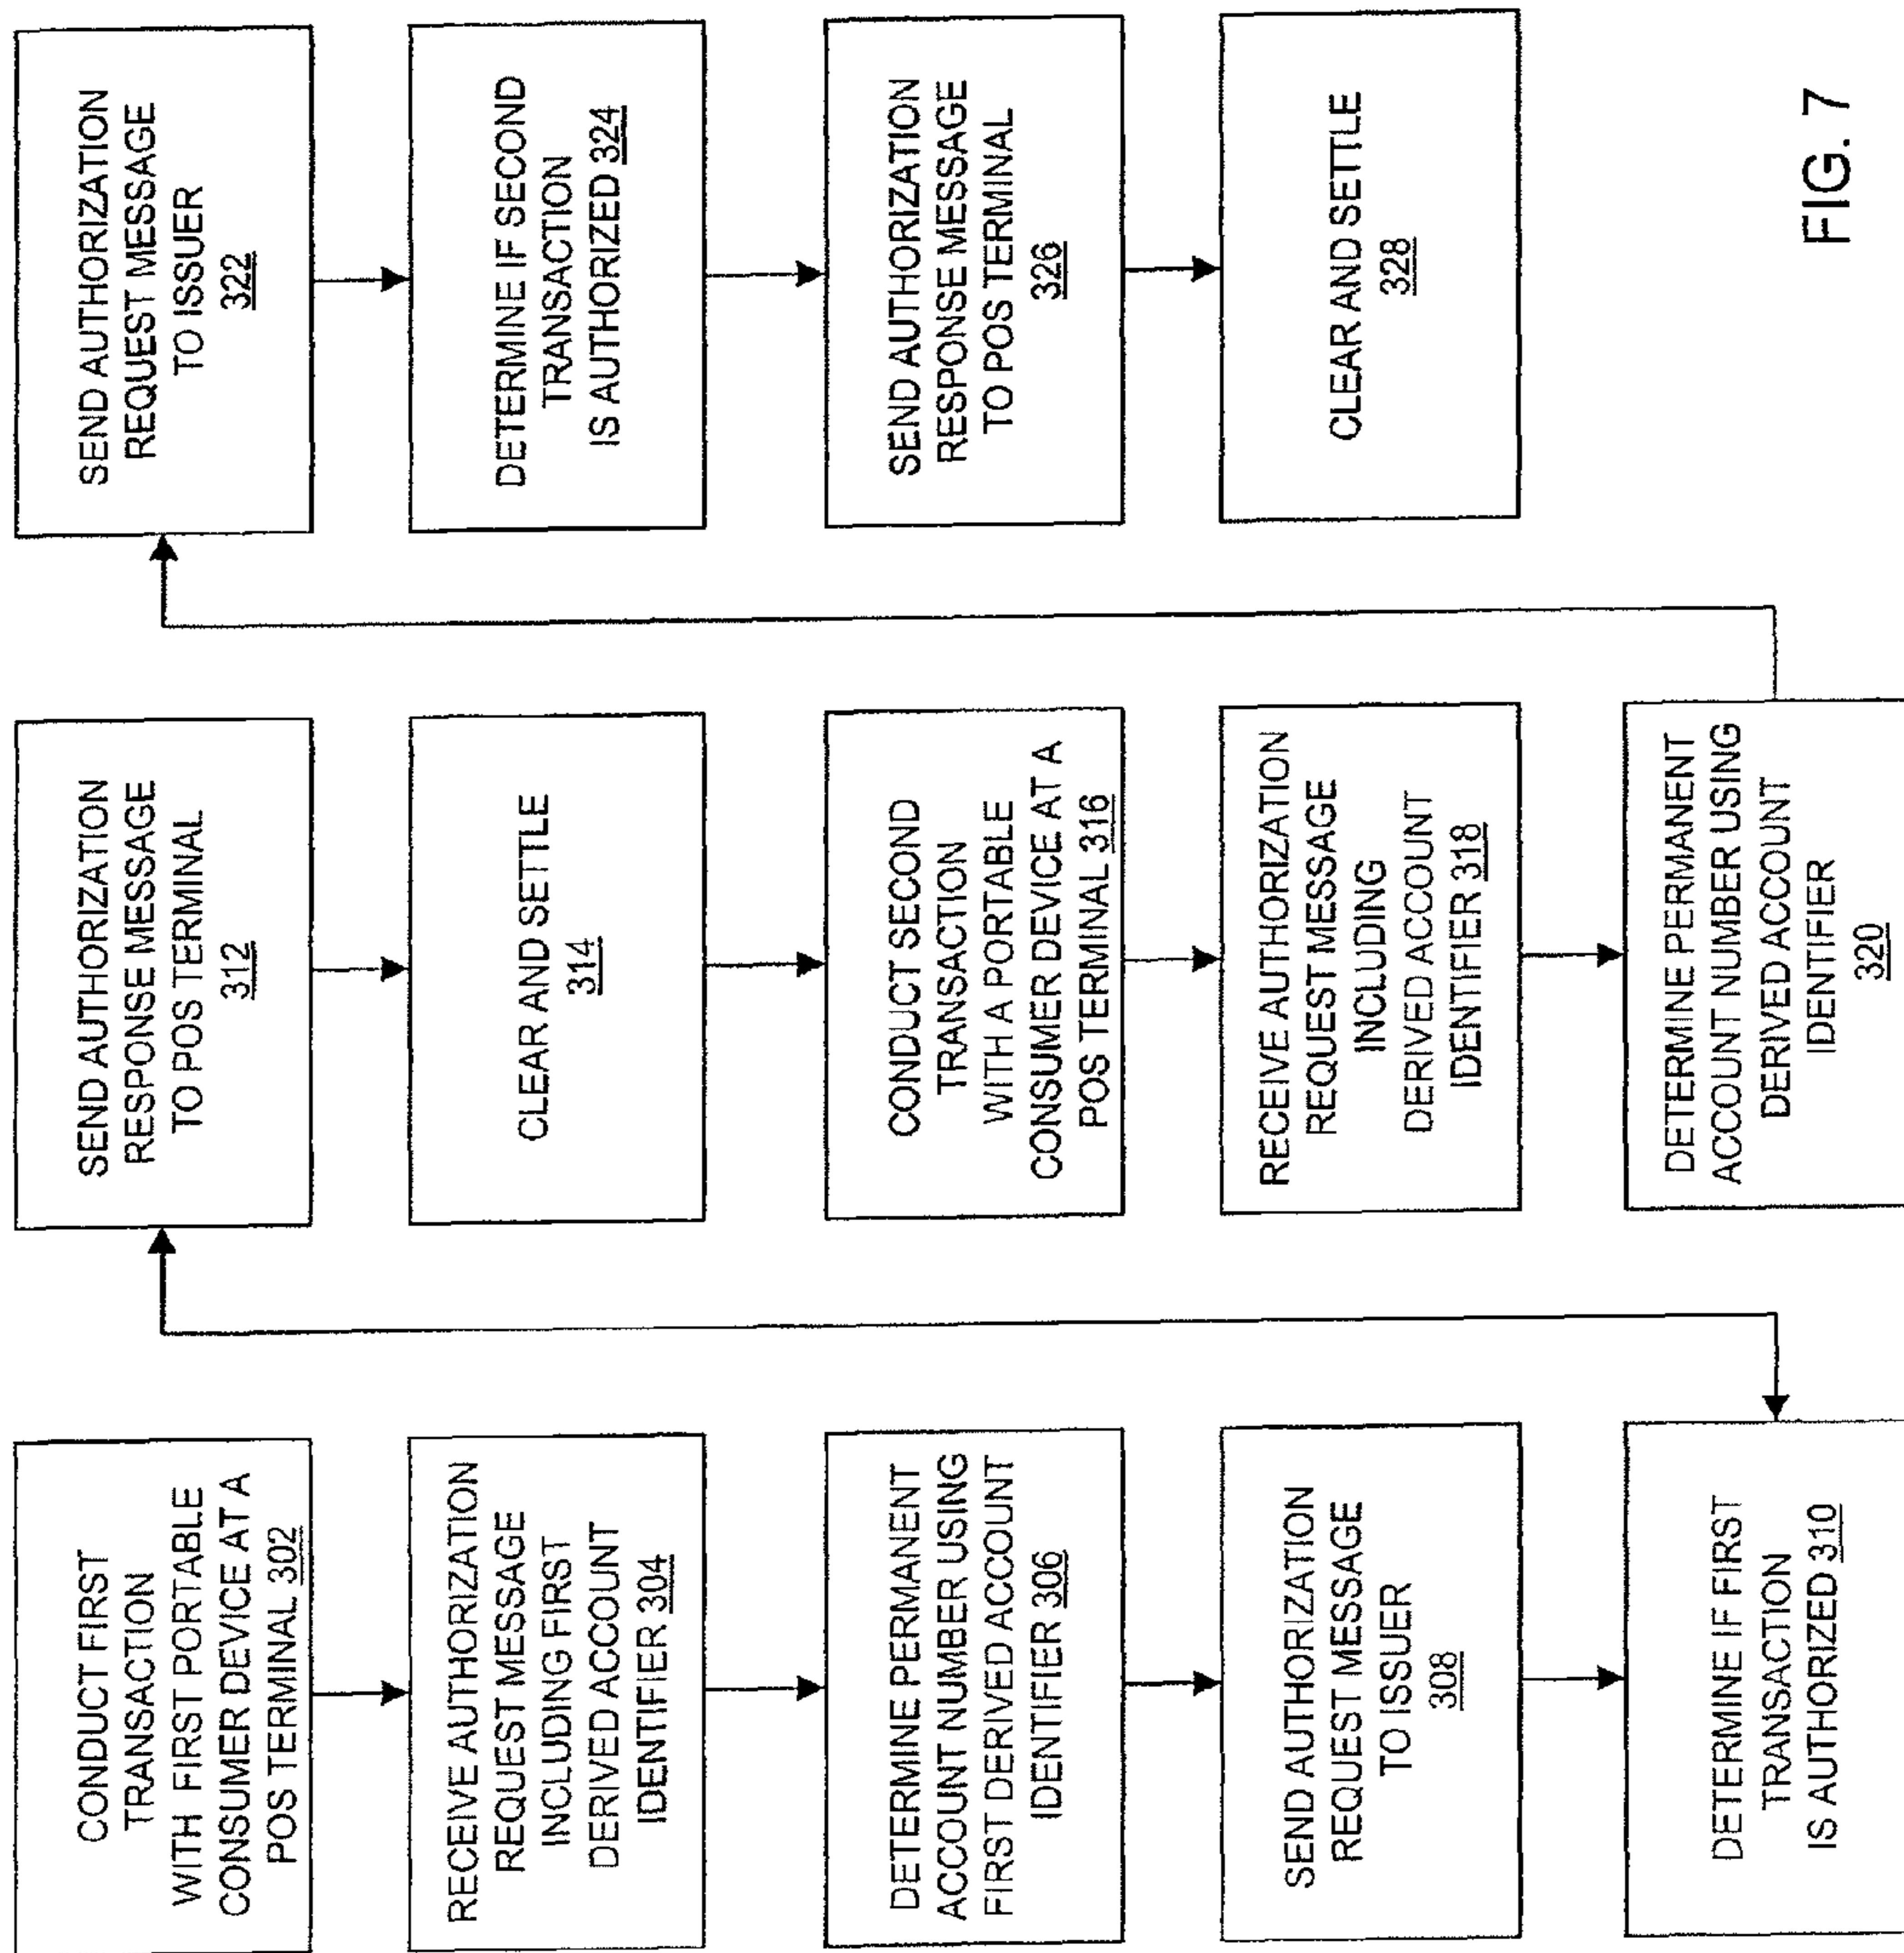 CONDUCT FIRST
TRANSACTION
WITH FIRST PORTABLE
CONSUMER DEVICE AT A
POS TERMINAL 302
RECEIVE AUTHORIZATION
REQUEST MESSAGE
INCLUDING FIRST
DERIVED ACCOUNT
IDENTIFIER 304
DETERMINE PERMANENT
ACCOUNT NUMBER USING
FIRST DERIVED ACCOUNT
IDENTIFIER 306
SEND AUTHORIZATION
REQUEST MESSAGE
TO ISSUER
308
DETERMINE IF FIRST
TRANSACTION
IS AUTHORIZED 310
SEND AUTHORIZATION
RESPONSE MESSAGE
TO POS TERMINAL
312
CLEAR AND SETTLE
314
CONDUCT SECOND
TRANSACTION
WITH A PORTABLE
CONSUMER DEVICE AT A
POS TERMINAL 316
RECEIVE AUTHORIZATION
REQUEST MESSAGE
INCLUDING
DERIVED ACCOUNT
IDENTIFIER 318
DETERMINE PERMANENT
ACCOUNT NUMBER USING
DERIVED ACCOUNT
IDENTIFIER
320
SEND AUTHORIZATION
REQUEST MESSAGE
TO ISSUER
322
DETERMINE IF SECOND
TRANSACTION
IS AUTHORIZED 324
SEND AUTHORIZATION
RESPONSE MESSAGE
TO POS TERMINAL
326
CLEAR AND SETTLE
328
FIG. 7